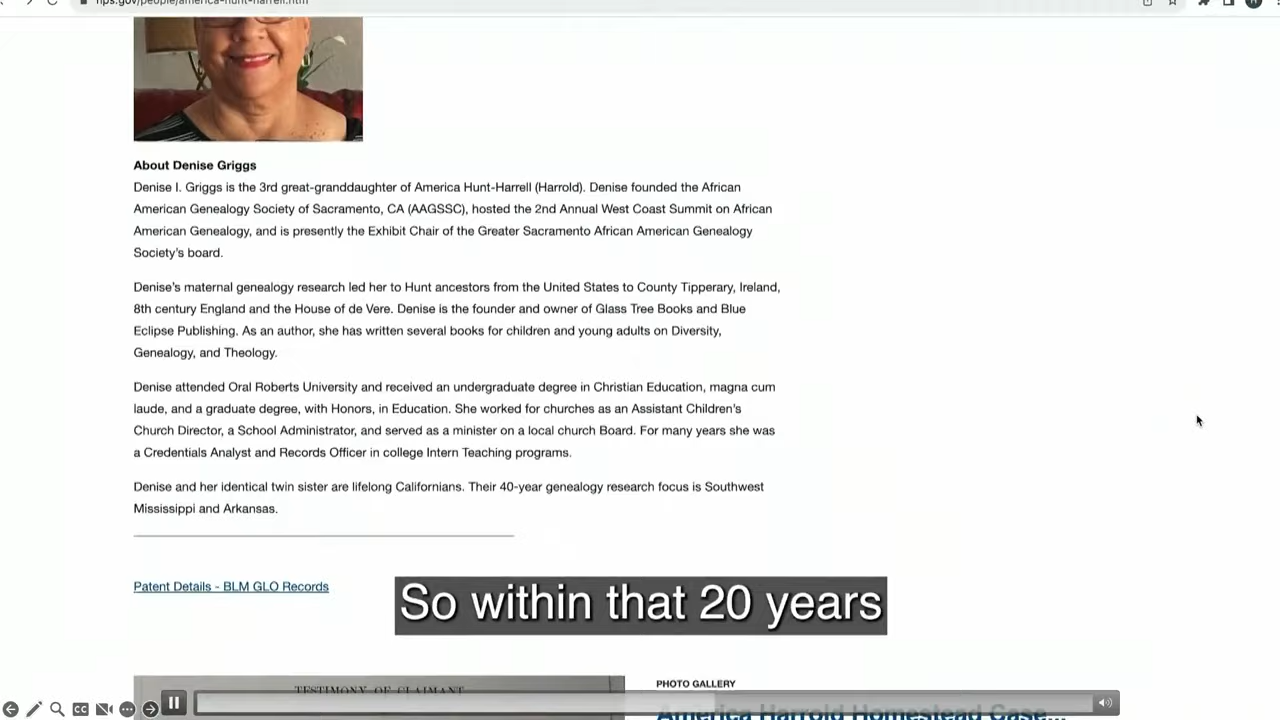 nps.gov/people/america-hunt-harrell.htm
About Denise Griggs
Denise I. Griggs is the 3rd great-granddaughter of America Hunt-Harrell (Harrold). Denise founded the African
American Genealogy Society of Sacramento, CA (AAGSSC), hosted the 2nd Annual West Coast Summit on African
American Genealogy, and is presently the Exhibit Chair of the Greater Sacramento African American Genealogy
Society's board.
Denise's maternal genealogy research led her to Hunt ancestors from the United States to County Tipperary, Ireland,
8th century England and the House of de Vere. Denise is the founder and owner of Glass Tree Books and Blue
Eclipse Publishing. As an author, she has written several books for children and young adults on Diversity,
Genealogy, and Theology.
Denise attended Oral Roberts University and received an undergraduate degree in Christian Education, magna cum
laude, and a graduate degree, with Honors, in Education. She worked for churches as an Assistant Children's
Church Director, a School Administrator, and served as a minister on a local church Board. For many years she was
a Credentials Analyst and Records Officer in college Intern Teaching programs.
Denise and her identical twin sister are lifelong Californians. Their 40-year genealogy research focus is Southwest
Mississippi and Arkansas.
Patent Details - BLM GLO Records
So within that 20 years
TESTIMONY OF CLAIMANT
PHOTO GALLERY
America Harrold Homestead Case...
CC